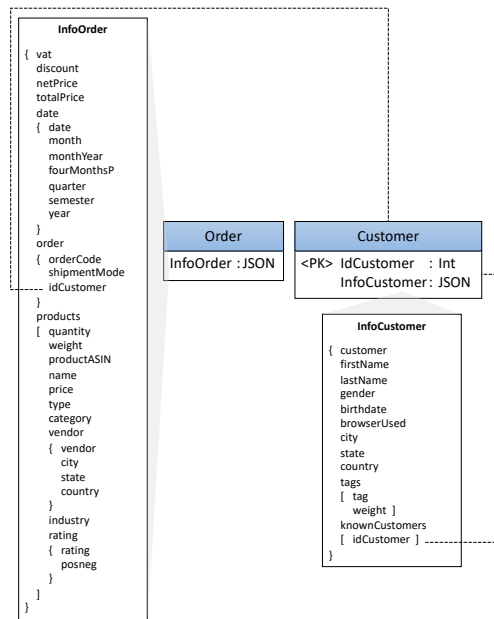 InfoOrder
{ vat
discount
netPrice
totalPrice
date
{ date
month
monthYear
fourMonthsP
quarter
semester
year
}
order
{ orderCode
shipmentMode
idCustomer
}
products
[ quantity
weight
productASIN
name
price
type
category
vendor
{ vendor
city
state
country
}
industry
rating
{ rating
posneg
}
]
}
Order
InfoOrder : JSON
Customer
<PK> IdCustomer : Int
InfoCustomer : JSON
InfoCustomer
{ customer
firstName
lastName
gender
birthdate
browserUsed
city
state
country
tags
[ tag
weight ]
knownCustomers
[ idCustomer ]
}